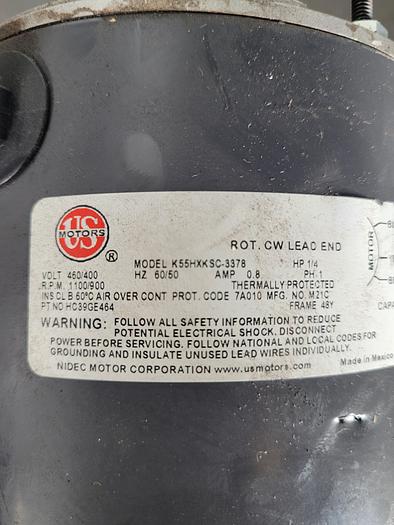 US
MOTORS
®
ROT. CW LEAD END
MODEL K55HXKSC-3378 HP 1/4
VOLT 460/400 HZ 60/50 AMP 0.8 PH 1
R.P.M. 1100/900 THERMALLY PROTECTED
INS CL B 60°C AIR OVER CONT PROT. CODE 7A010 MFG. NO. M21C
PT NO HC39GE464 FRAME 48Y
WARNING: FOLLOW ALL SAFETY INFORMATION TO REDUCE
POTENTIAL ELECTRICAL SHOCK. DISCONNECT
POWER BEFORE SERVICING. FOLLOW NATIONAL AND LOCAL CODES FOR
GROUNDING AND INSULATE UNUSED LEAD WIRES INDIVIDUALLY.
Made in Mexico
NIDEC MOTOR CORPORATION www.usmotors.com